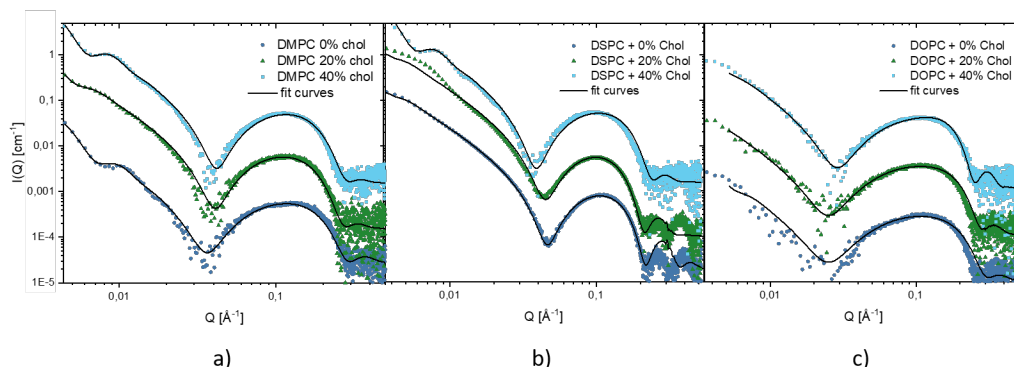 DMPC 0% chol
DMPC 20% chol
DMPC 40% chol
fit curves
DSPC + 0% Chol
DSPC + 20% Chol
DSPC + 40% Chol
fit curves
DOPC + 0% Chol
DOPC + 20% Chol
DOPC + 40% Chol
fit curves
I(Q) [cm⁻¹]
1
0,1
0,01
0,001
1E-4
1E-5
0,01 0,1
0,01 0,1
0,01 0,1
Q [Å⁻¹]
Q [Å⁻¹]
Q [Å⁻¹]
a) b) c)